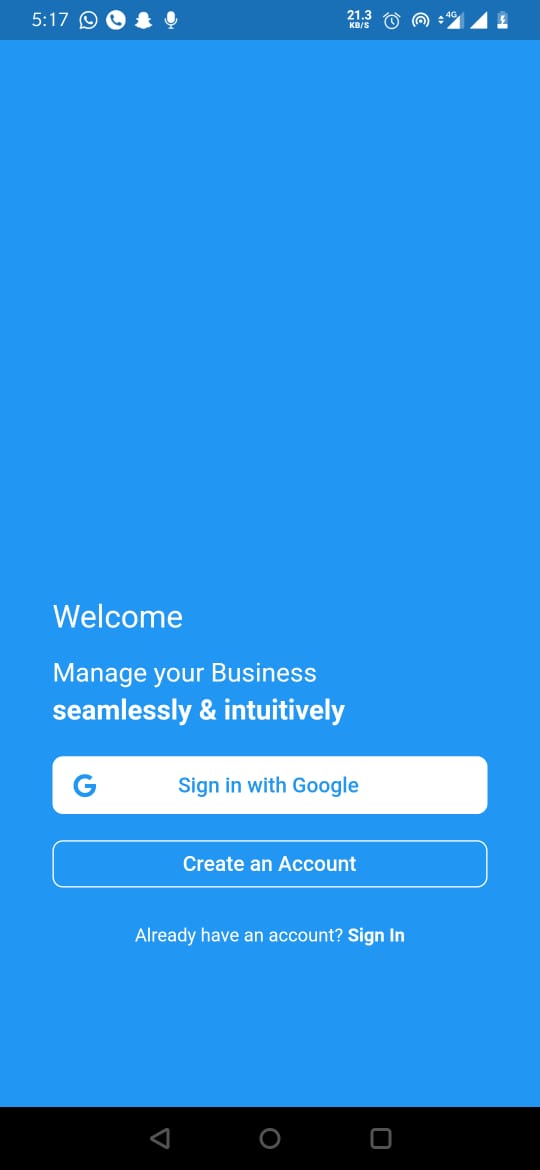 5:17
21.3
KB/S
4G
Welcome
Manage your Business
seamlessly & intuitively
G Sign in with Google
Create an Account
Already have an account? Sign In